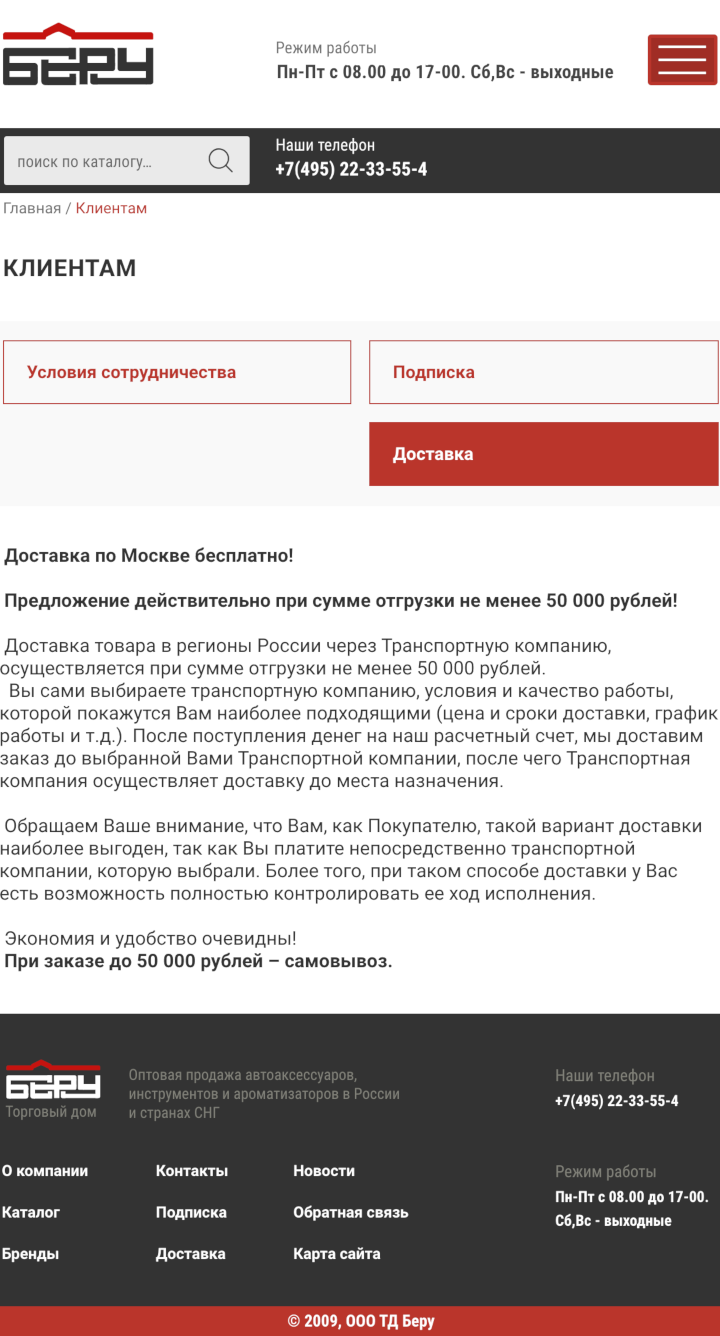 БЕРУ
Режим работы
Пн-Пт с 08.00 до 17-00. Сб,Вс - выходные
поиск по каталогу...
Наши телефон
+7(495) 22-33-55-4
Главная / Клиентам
КЛИЕНТАМ
Условия сотрудничества
Подписка
Доставка
Доставка по Москве бесплатно!
Предложение действительно при сумме отгрузки не менее 50 000 рублей!
Доставка товара в регионы России через Транспортную компанию,
осуществляется при сумме отгрузки не менее 50 000 рублей.
Вы сами выбираете транспортную компанию, условия и качество работы,
которой покажутся Вам наиболее подходящими (цена и сроки доставки, график
работы и т.д.). После поступления денег на наш расчетный счет, мы доставим
заказ до выбранной Вами Транспортной компании, после чего Транспортная
компания осуществляет доставку до места назначения.
Обращаем Ваше внимание, что Вам, как Покупателю, такой вариант доставки
наиболее выгоден, так как Вы платите непосредственно транспортной
компании, которую выбрали. Более того, при таком способе доставки у Вас
есть возможность полностью контролировать ее ход исполнения.
Экономия и удобство очевидны!
При заказе до 50 000 рублей – самовывоз.
БЕРУ
Торговый дом
Оптовая продажа автоаксессуаров,
инструментов и ароматизаторов в России
и странах СНГ
Наши телефон
+7(495) 22-33-55-4
О компании
Контакты
Новости
Каталог
Подписка
Обратная связь
Бренды
Доставка
Карта сайта
Режим работы
Пн-Пт с 08.00 до 17-00.
Сб,Вс - выходные
© 2009, ООО ТД Беру